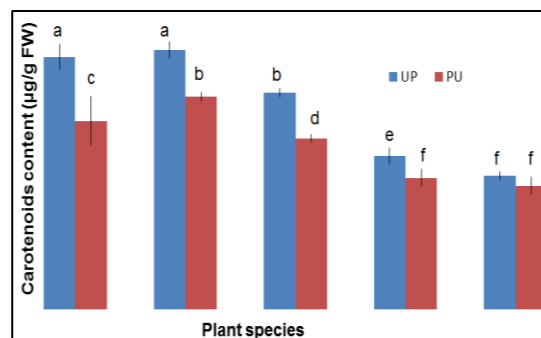 a
a
c
UP
PU
b
b
d
e
f
f
f
Carotenoids content (µg/g FW)
Plant species